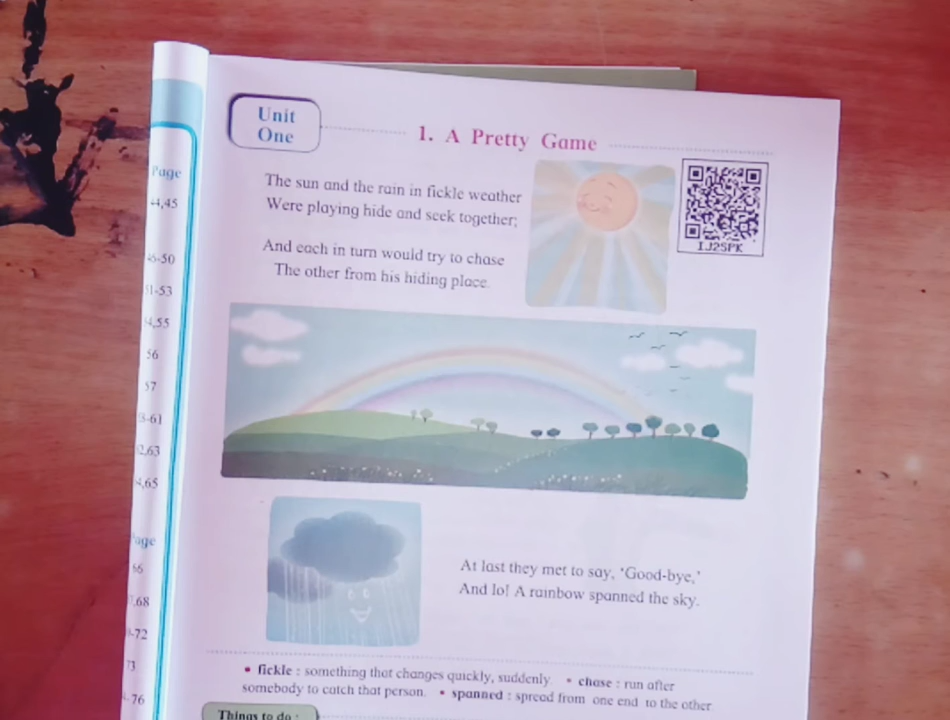 Unit
One
1. A Pretty Game
The sun and the rain in fickle weather
Were playing hide and seek together;
And each in turn would try to chase
The other from his hiding place.
IJ2SPK
At last they met to say, ‘Good-bye,’
And lo! A rainbow spanned the sky.
• fickle : something that changes quickly, suddenly • chase : run after
somebody to catch that person. • spanned : spread from one end to the other
Things to do :
Page
44,45
46-50
51-53
54,55
56
57
58-61
62,63
64,65
Page
66
67,68
73
76